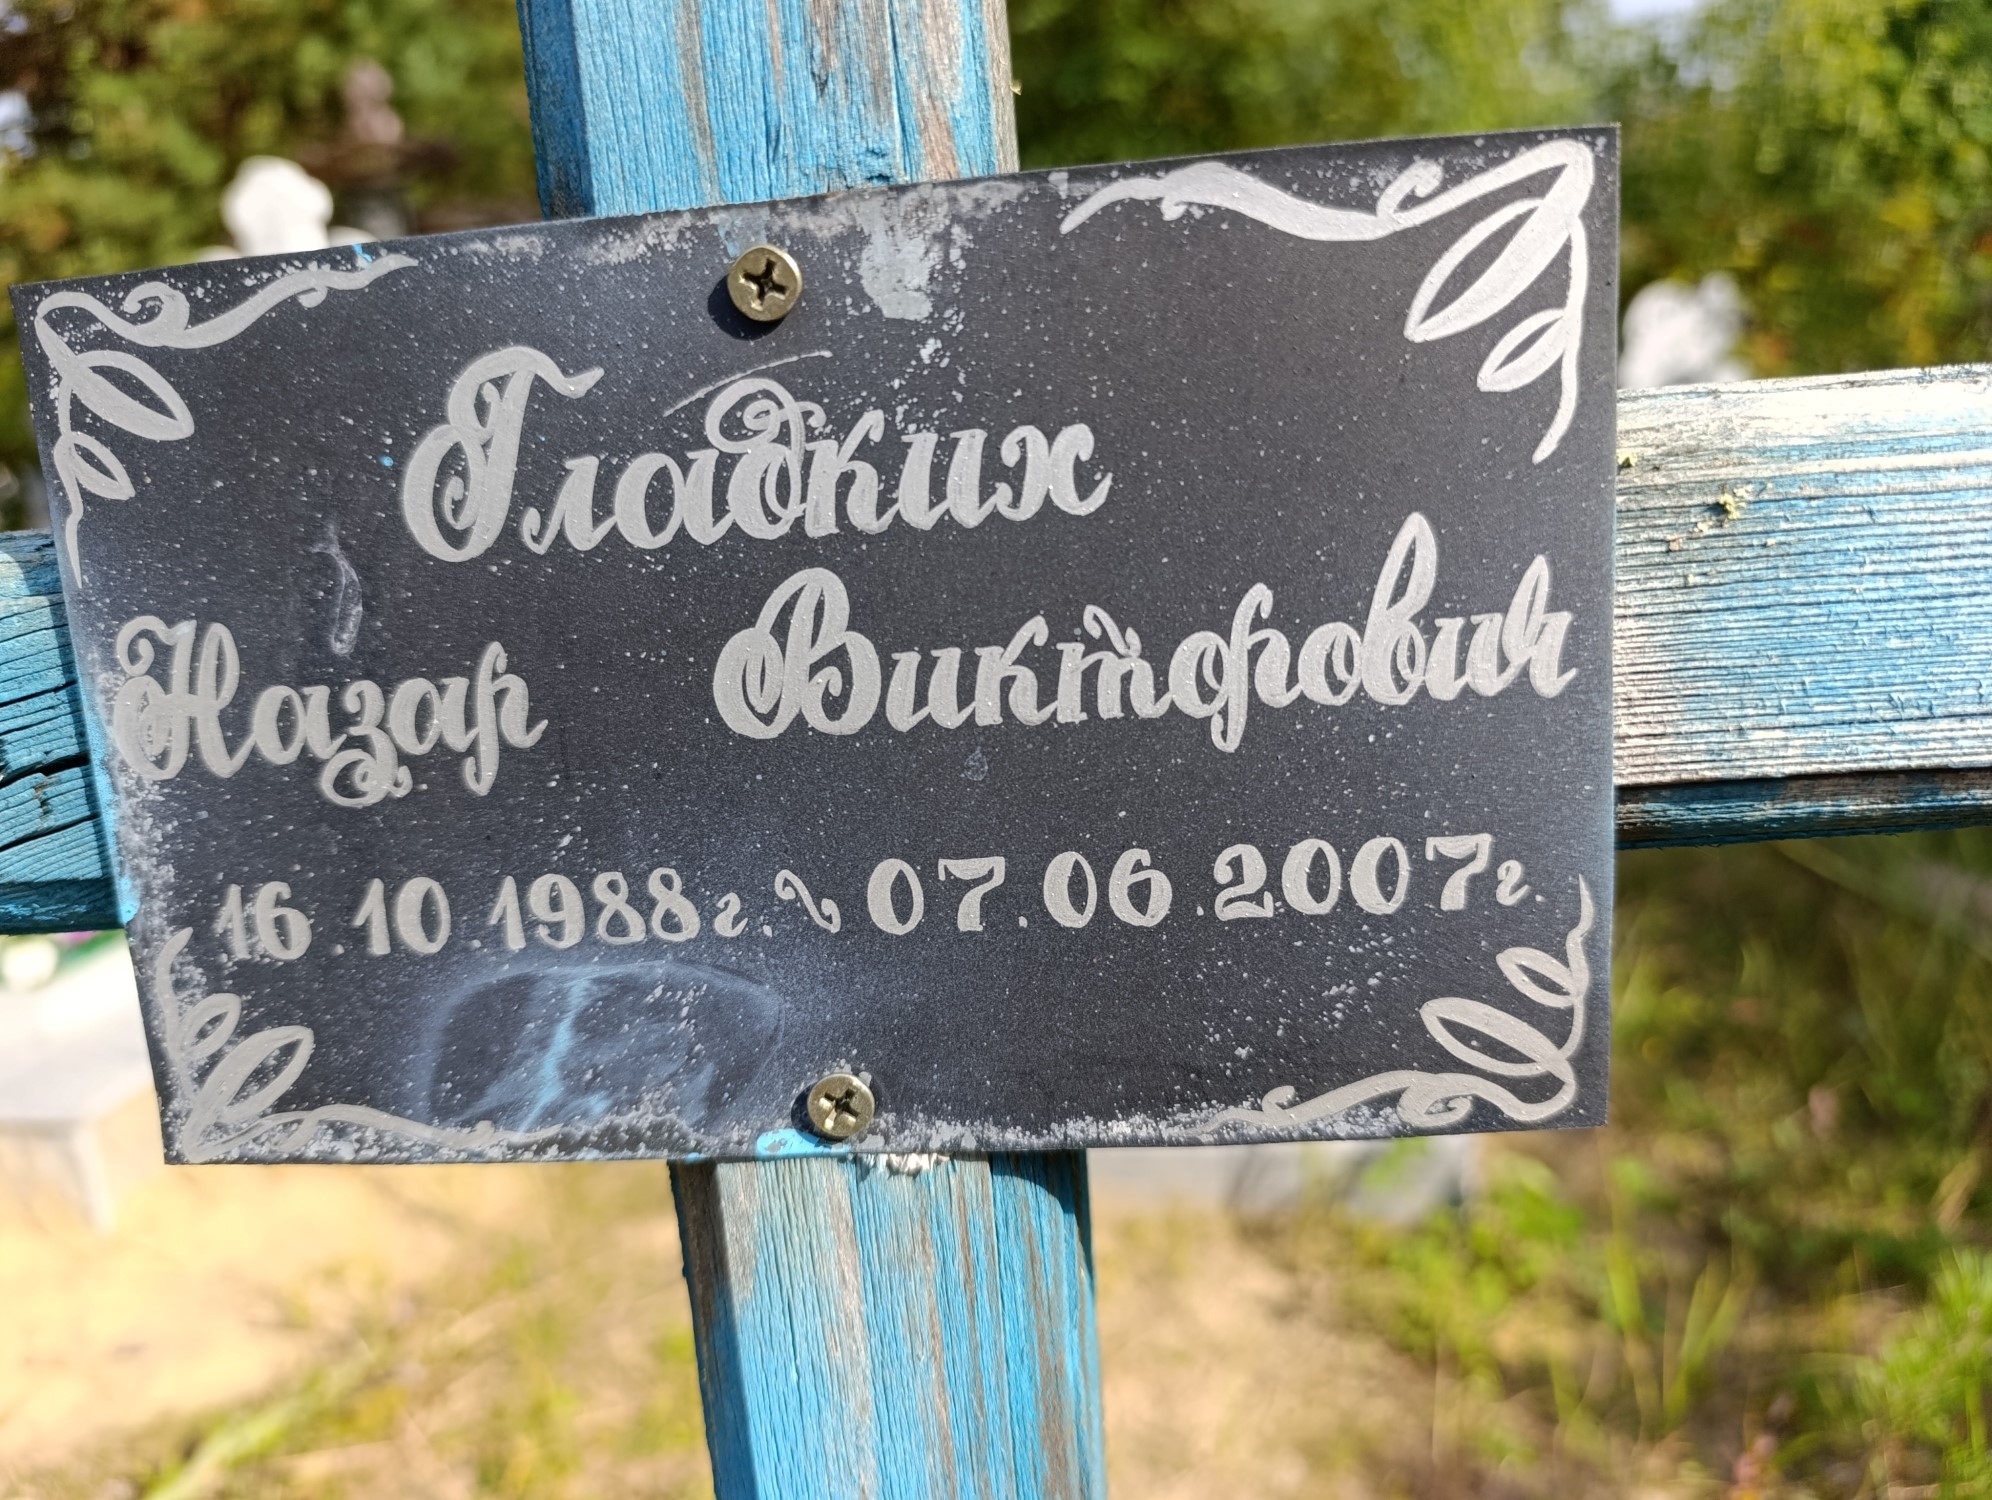 Гладких
Назар Викторович
16.10.1988г. ~ 07.06.2007г.